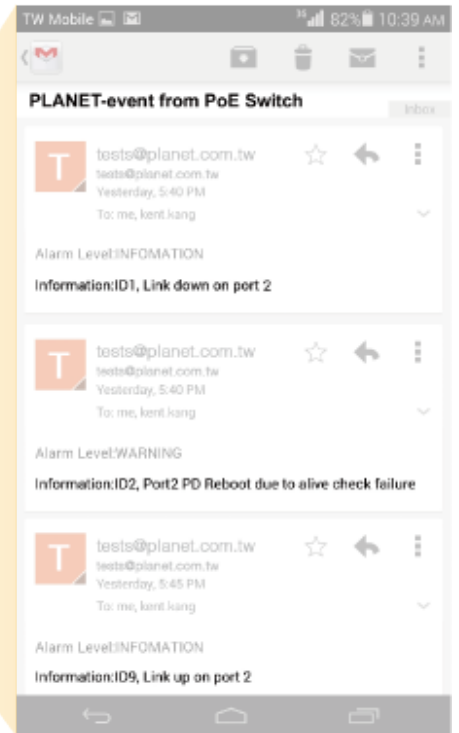 TW Mobile 3G 82% 10:39 AM
PLANET-event from PoE Switch
Inbox
T
tests@planet.com.tw
tests@planet.com.tw
Yesterday, 5:40 PM
To: me, kent.kang
Alarm Level:INFOMATION
Information:ID1, Link down on port 2
T
tests@planet.com.tw
tests@planet.com.tw
Yesterday, 5:40 PM
To: me, kent.kang
Alarm Level:WARNING
Information:ID2, Port2 PD Reboot due to alive check failure
T
tests@planet.com.tw
tests@planet.com.tw
Yesterday, 5:45 PM
To: me, kent.kang
Alarm Level:INFOMATION
Information:ID9, Link up on port 2